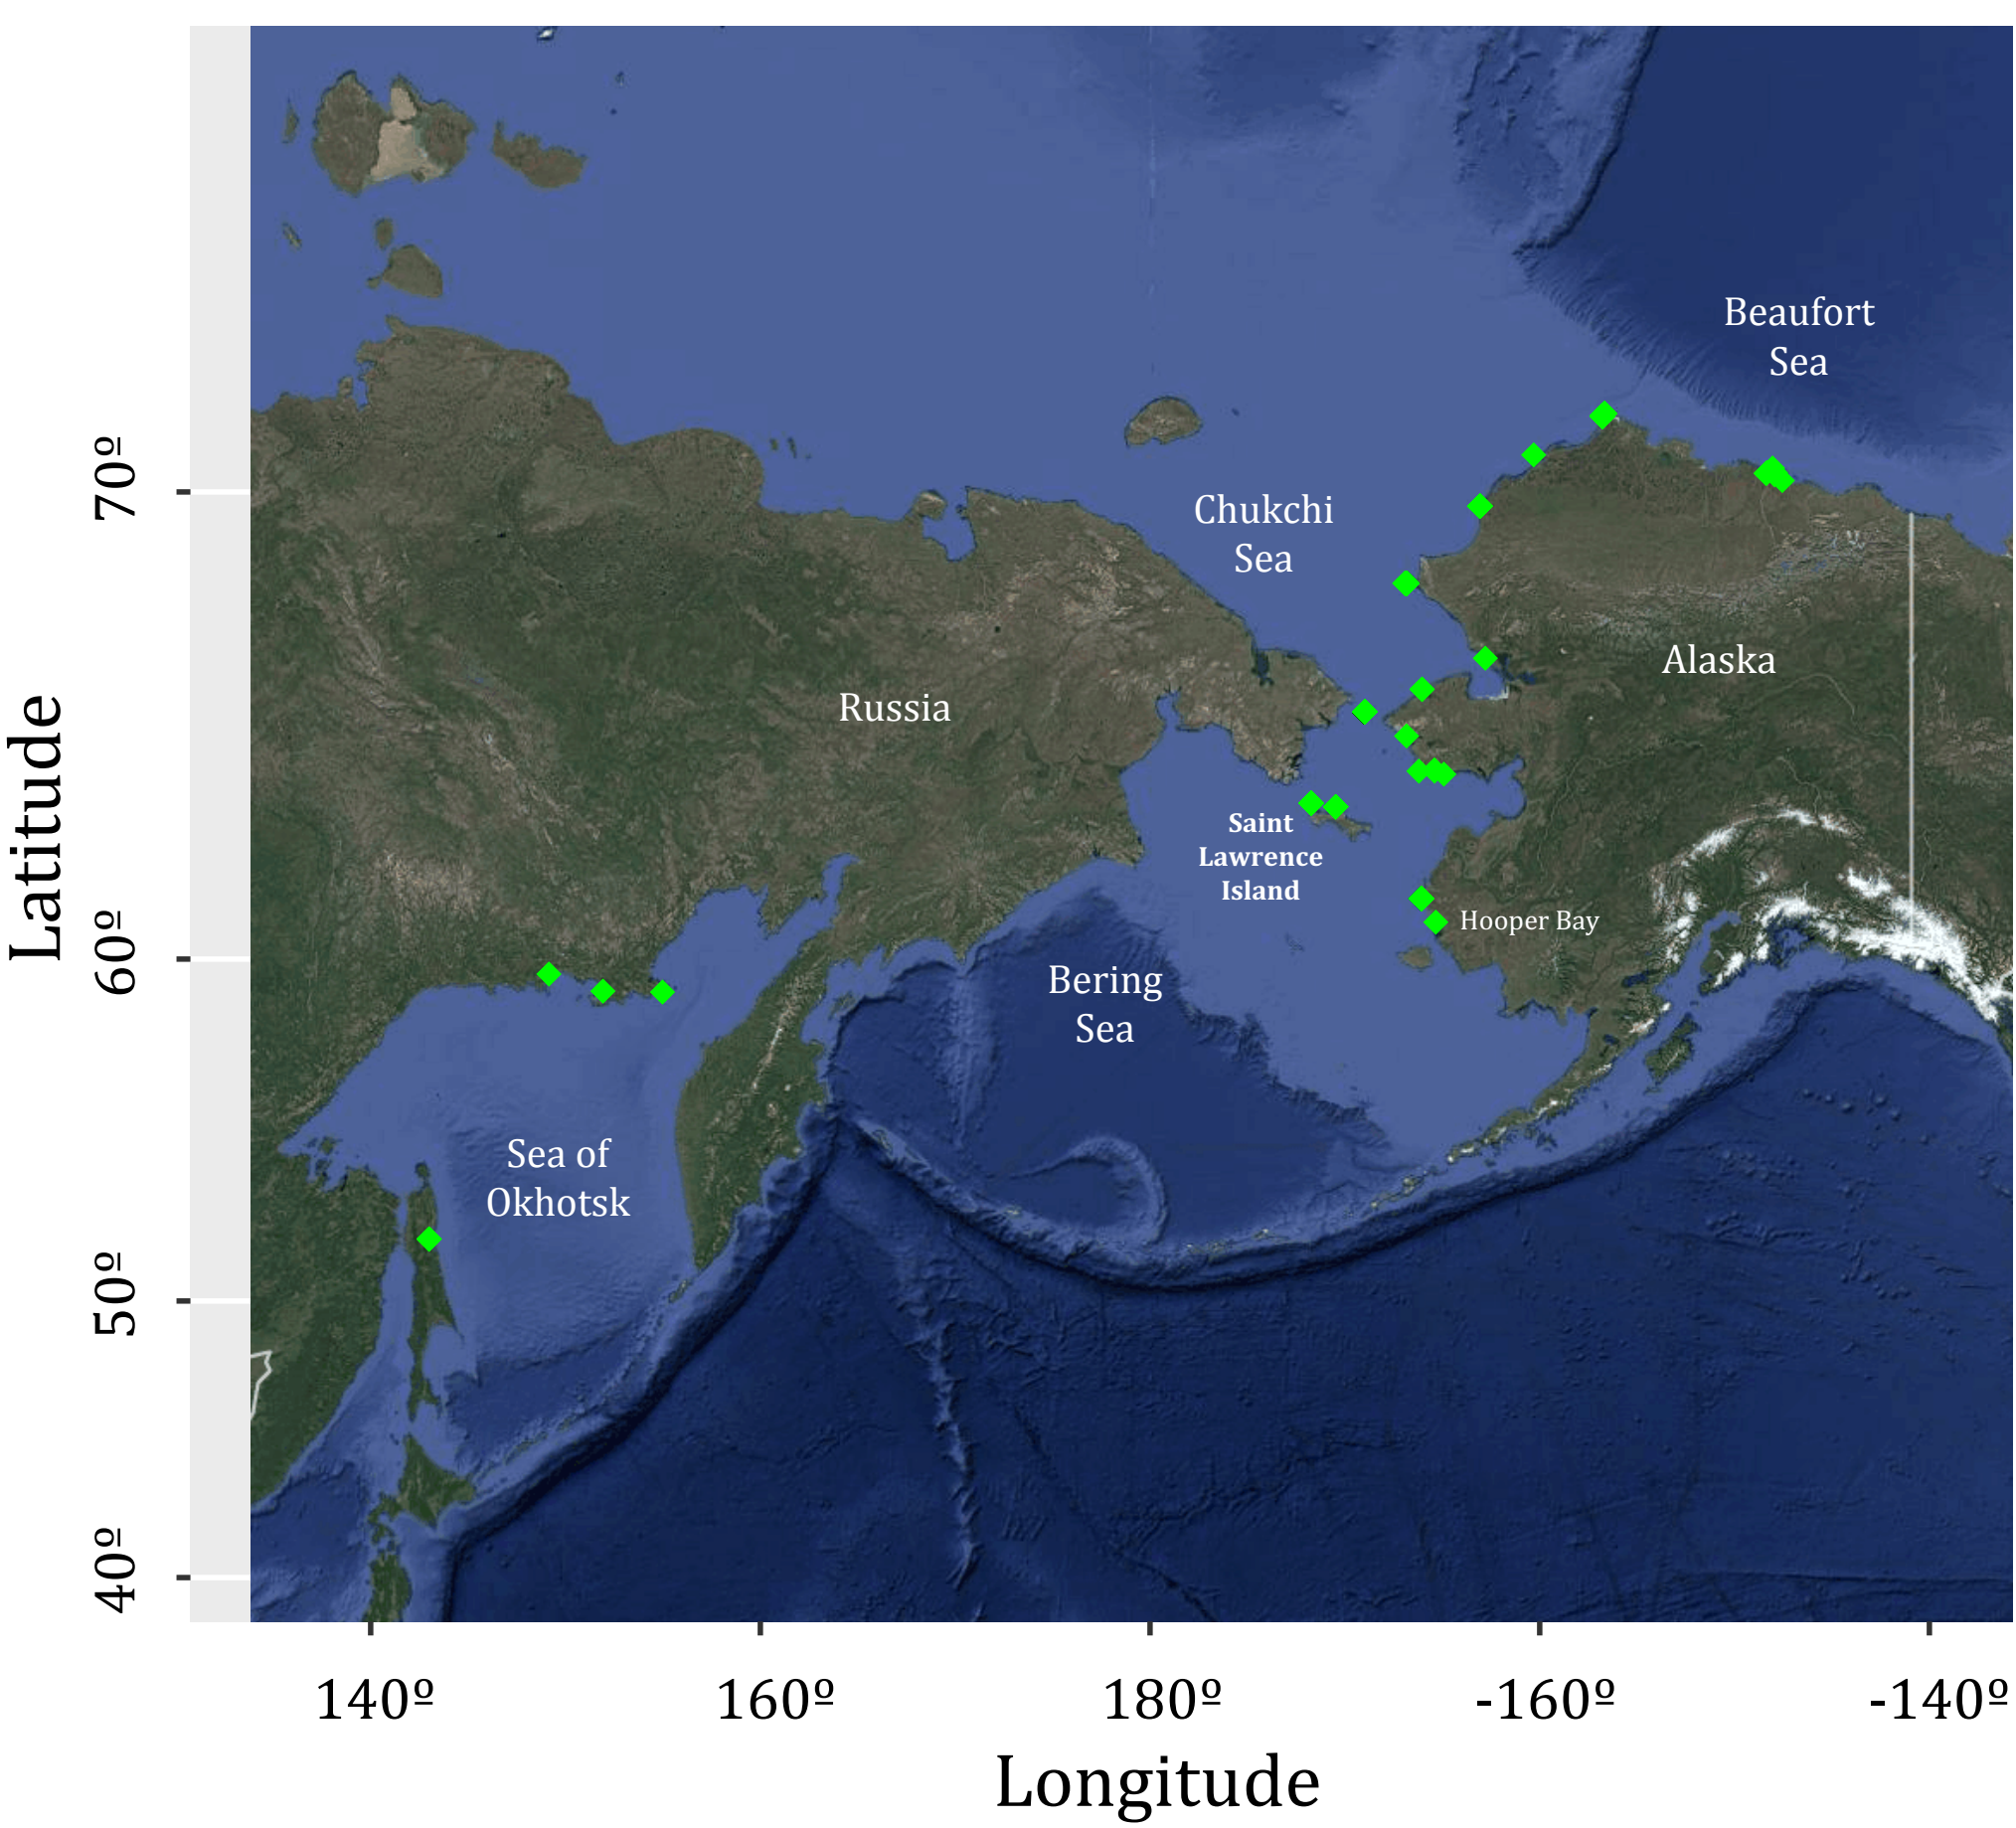 Beaufort
Sea
70º
Chukchi
Sea
Alaska
Russia
Latitude
Saint
Lawrence
Island
Hooper Bay
60º
Bering
Sea
Sea of
Okhotsk
50º
40º
140º
160º
180º
-160º
-140º
Longitude